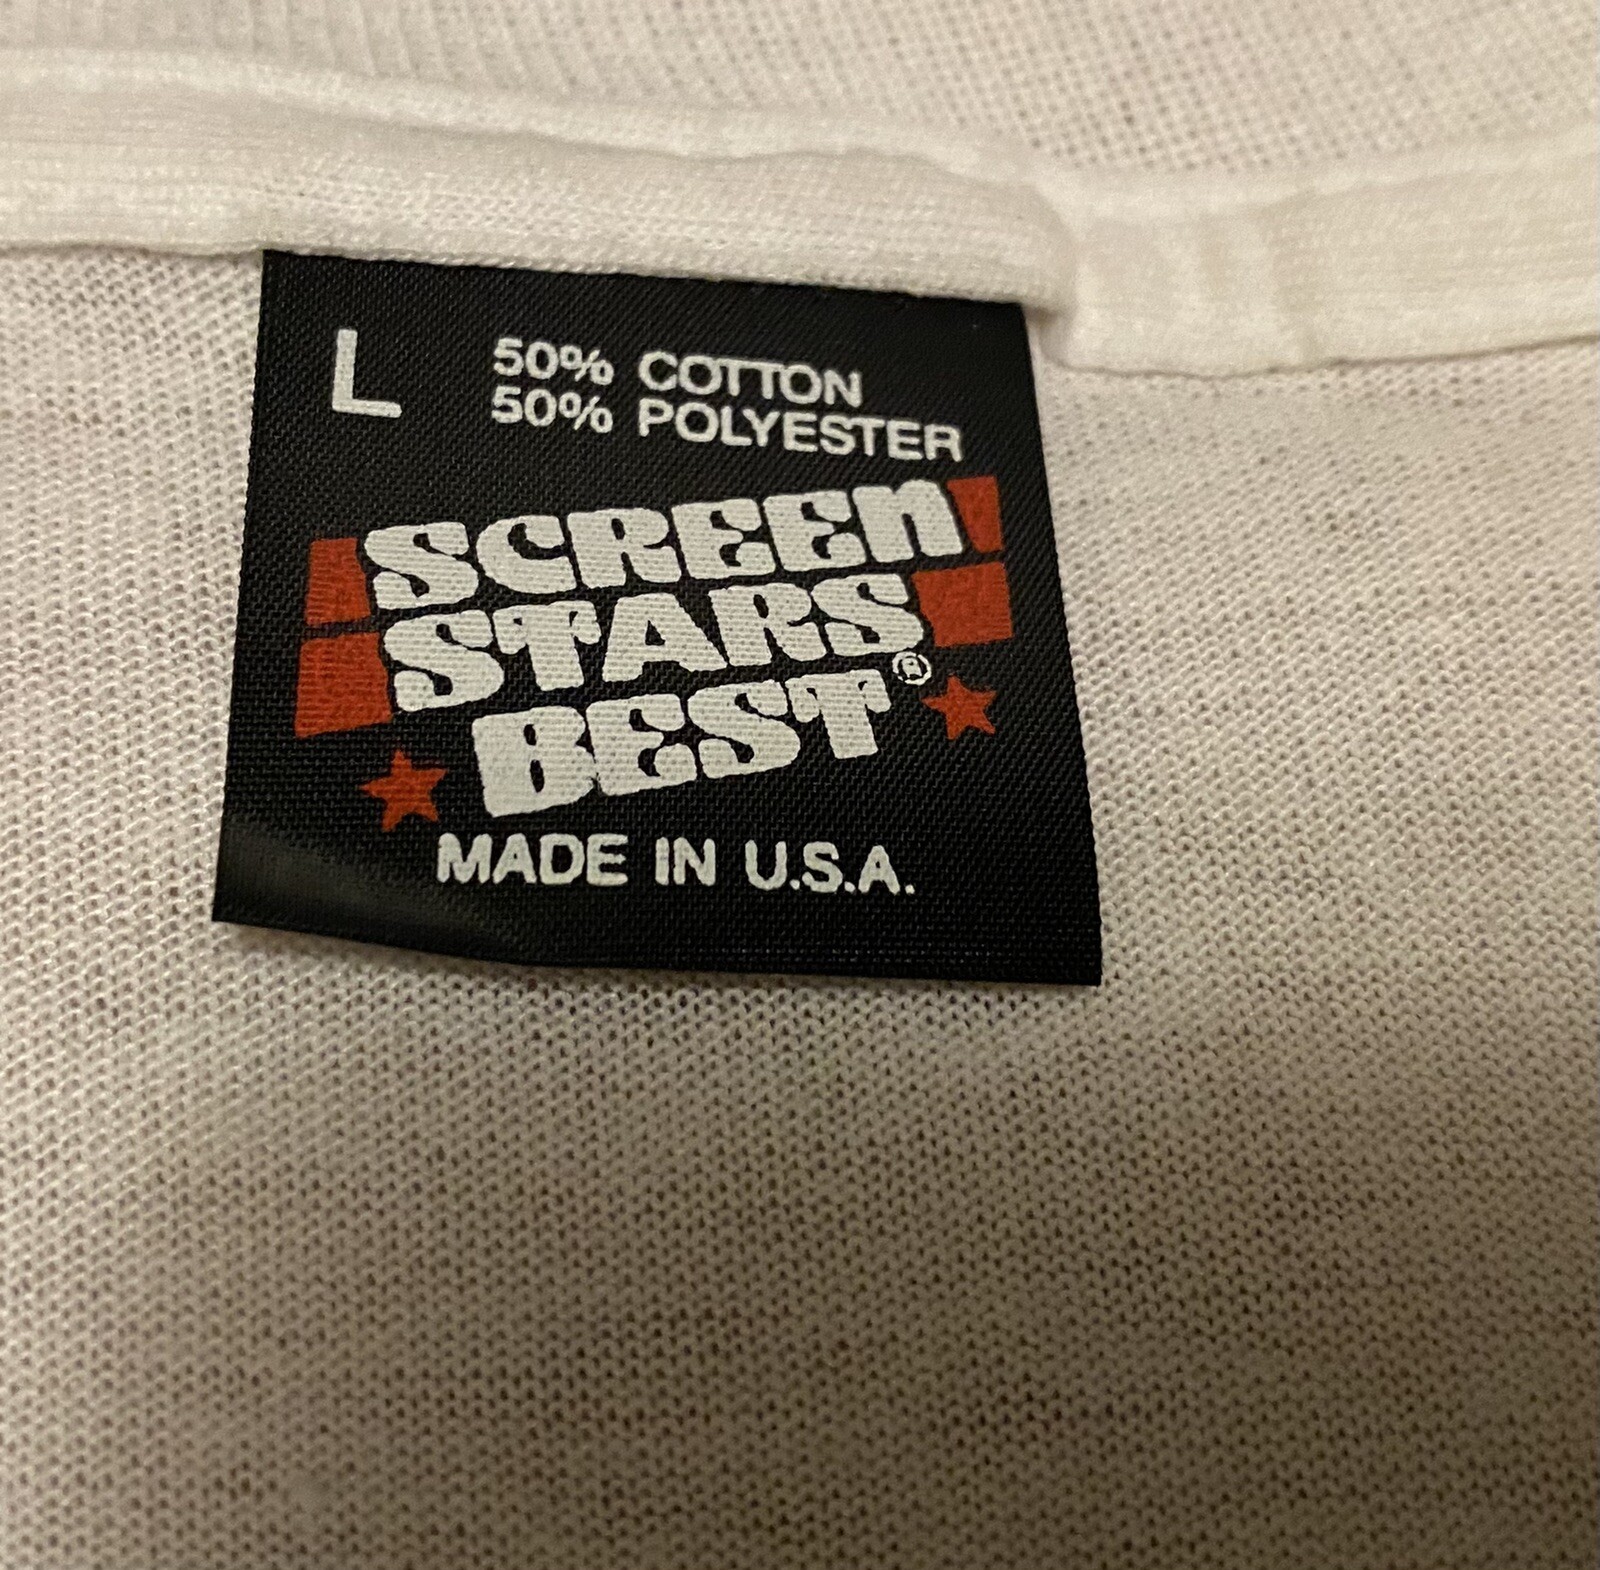 L
50% COTTON
50% POLYESTER
SCREEN
STARS
BEST®
MADE IN U.S.A.